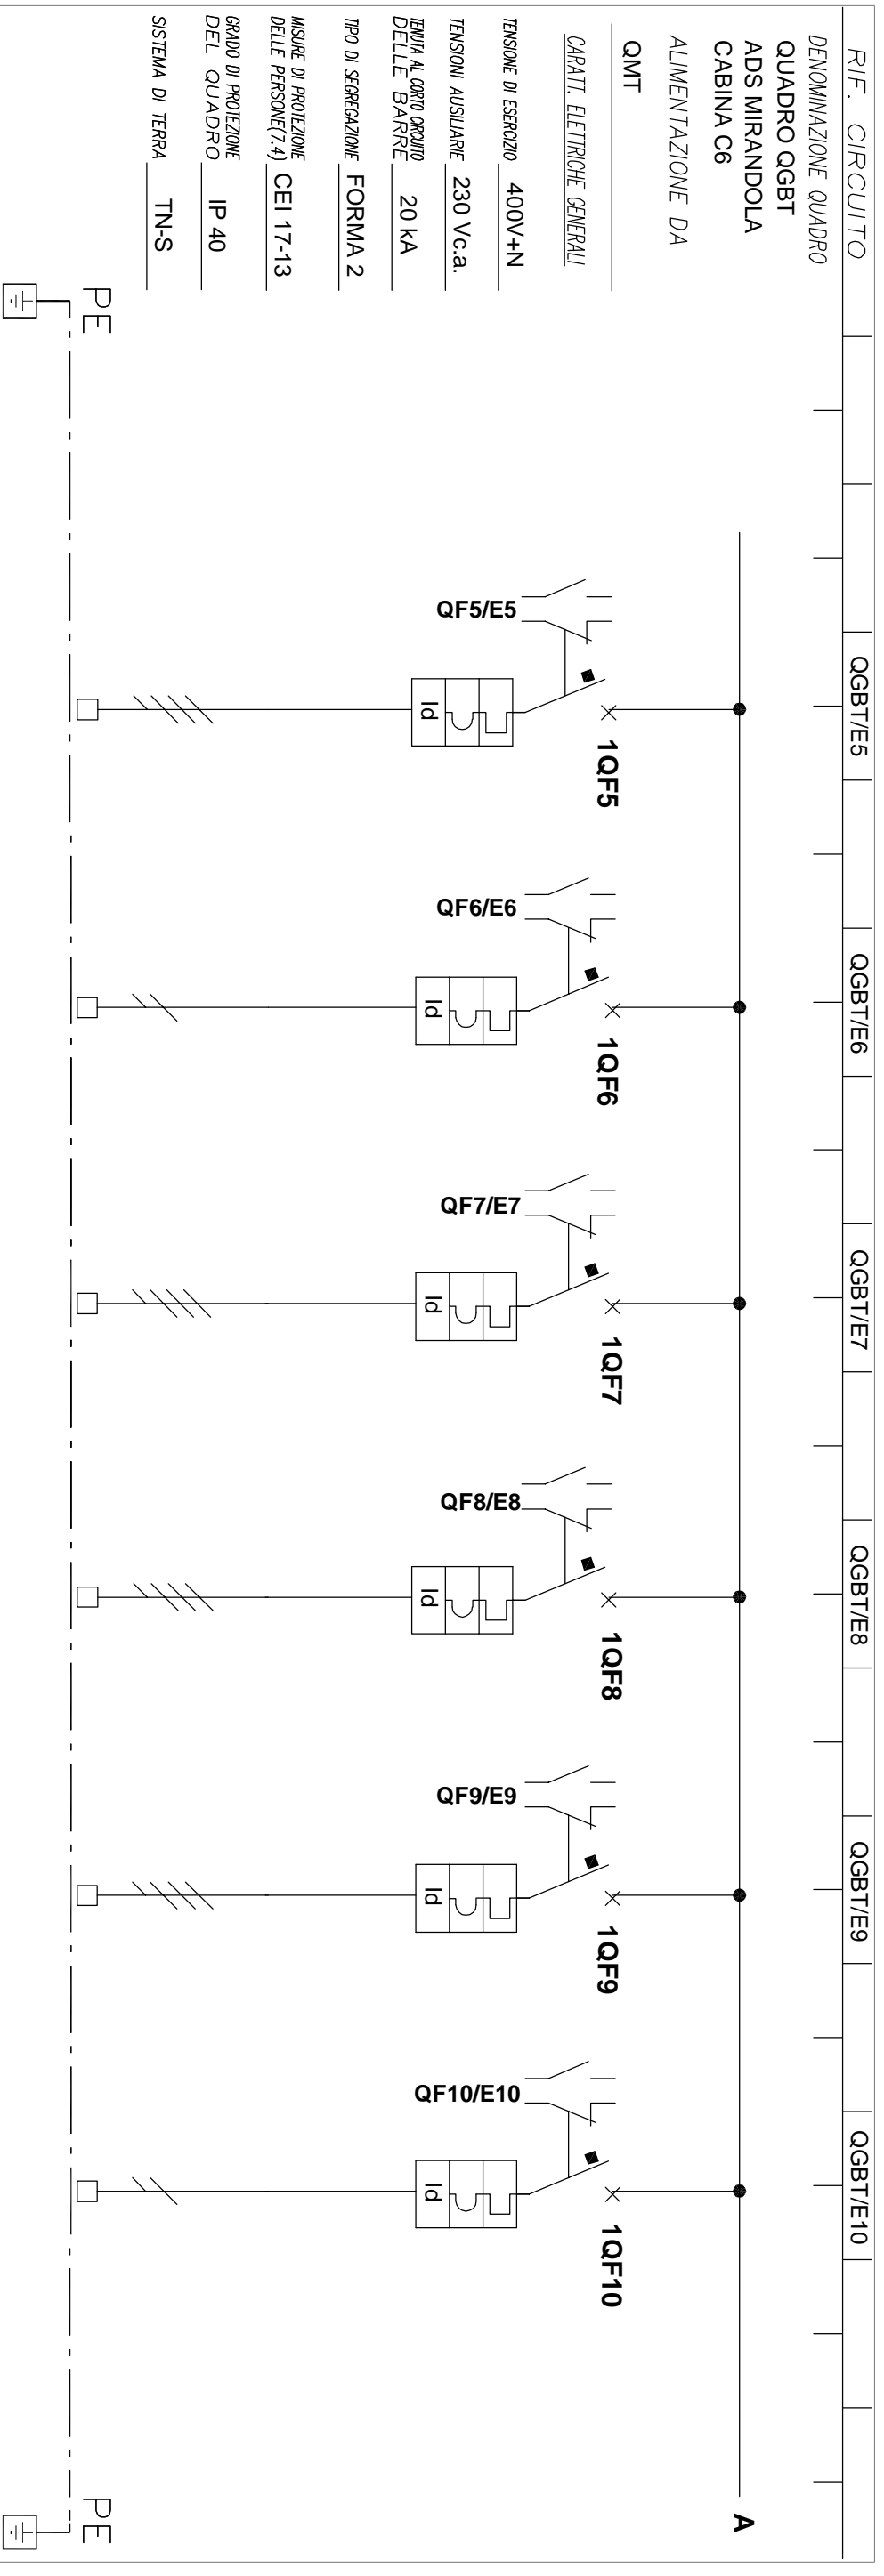 RIF. CIRCUITO
QGBT/E5
QGBT/E6
QGBT/E7
QGBT/E8
QGBT/E9
QGBT/E10
DENOMINAZIONE QUADRO
QUADRO QGBT
ADS MIRANDOLA
CABINA C6
ALIMENTAZIONE DA
QMT
CARATT. ELETTRICHE GENERALI
TENSIONE DI ESERCIZIO
400V+N
TENSIONI AUSILIARIE
230 Vc.a.
TENUTA AL CORTO CIRCUITO
DELLE BARRE
20 kA
TIPO DI SEGREGAZIONE
FORMA 2
MISURE DI PROTEZIONE
DELLE PERSONE(7.4)
CEI 17-13
GRADO DI PROTEZIONE
DEL QUADRO
IP 40
SISTEMA DI TERRA
TN-S
A
1QF5
1QF6
1QF7
1QF8
1QF9
1QF10
QF5/E5
QF6/E6
QF7/E7
QF8/E8
QF9/E9
QF10/E10
Id
Id
Id
Id
Id
Id
PE
PE